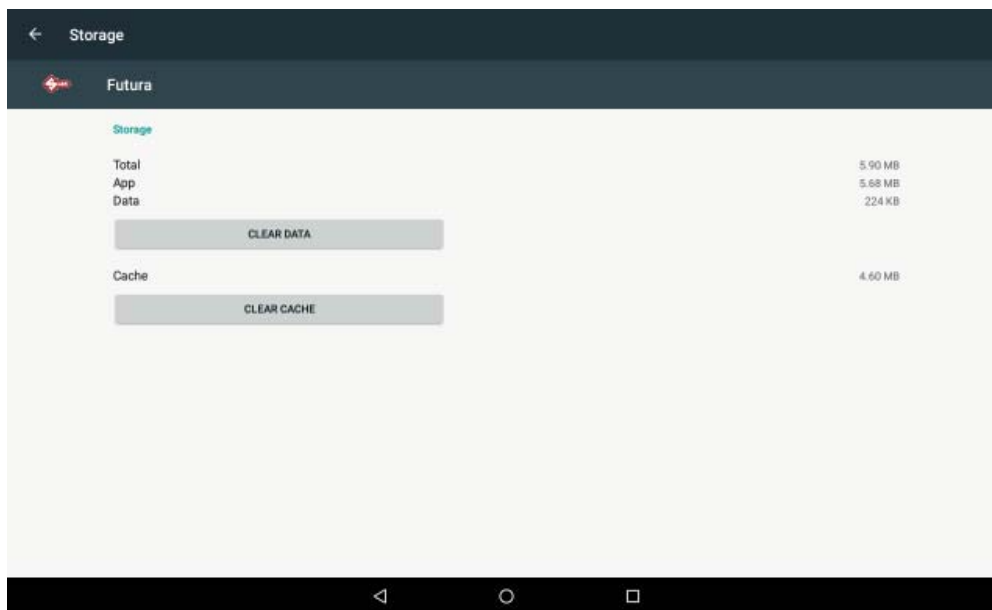 Storage
Futura
Storage
Total 5.90 MB
App 5.68 MB
Data 224 KB
CLEAR DATA
Cache 4.60 MB
CLEAR CACHE